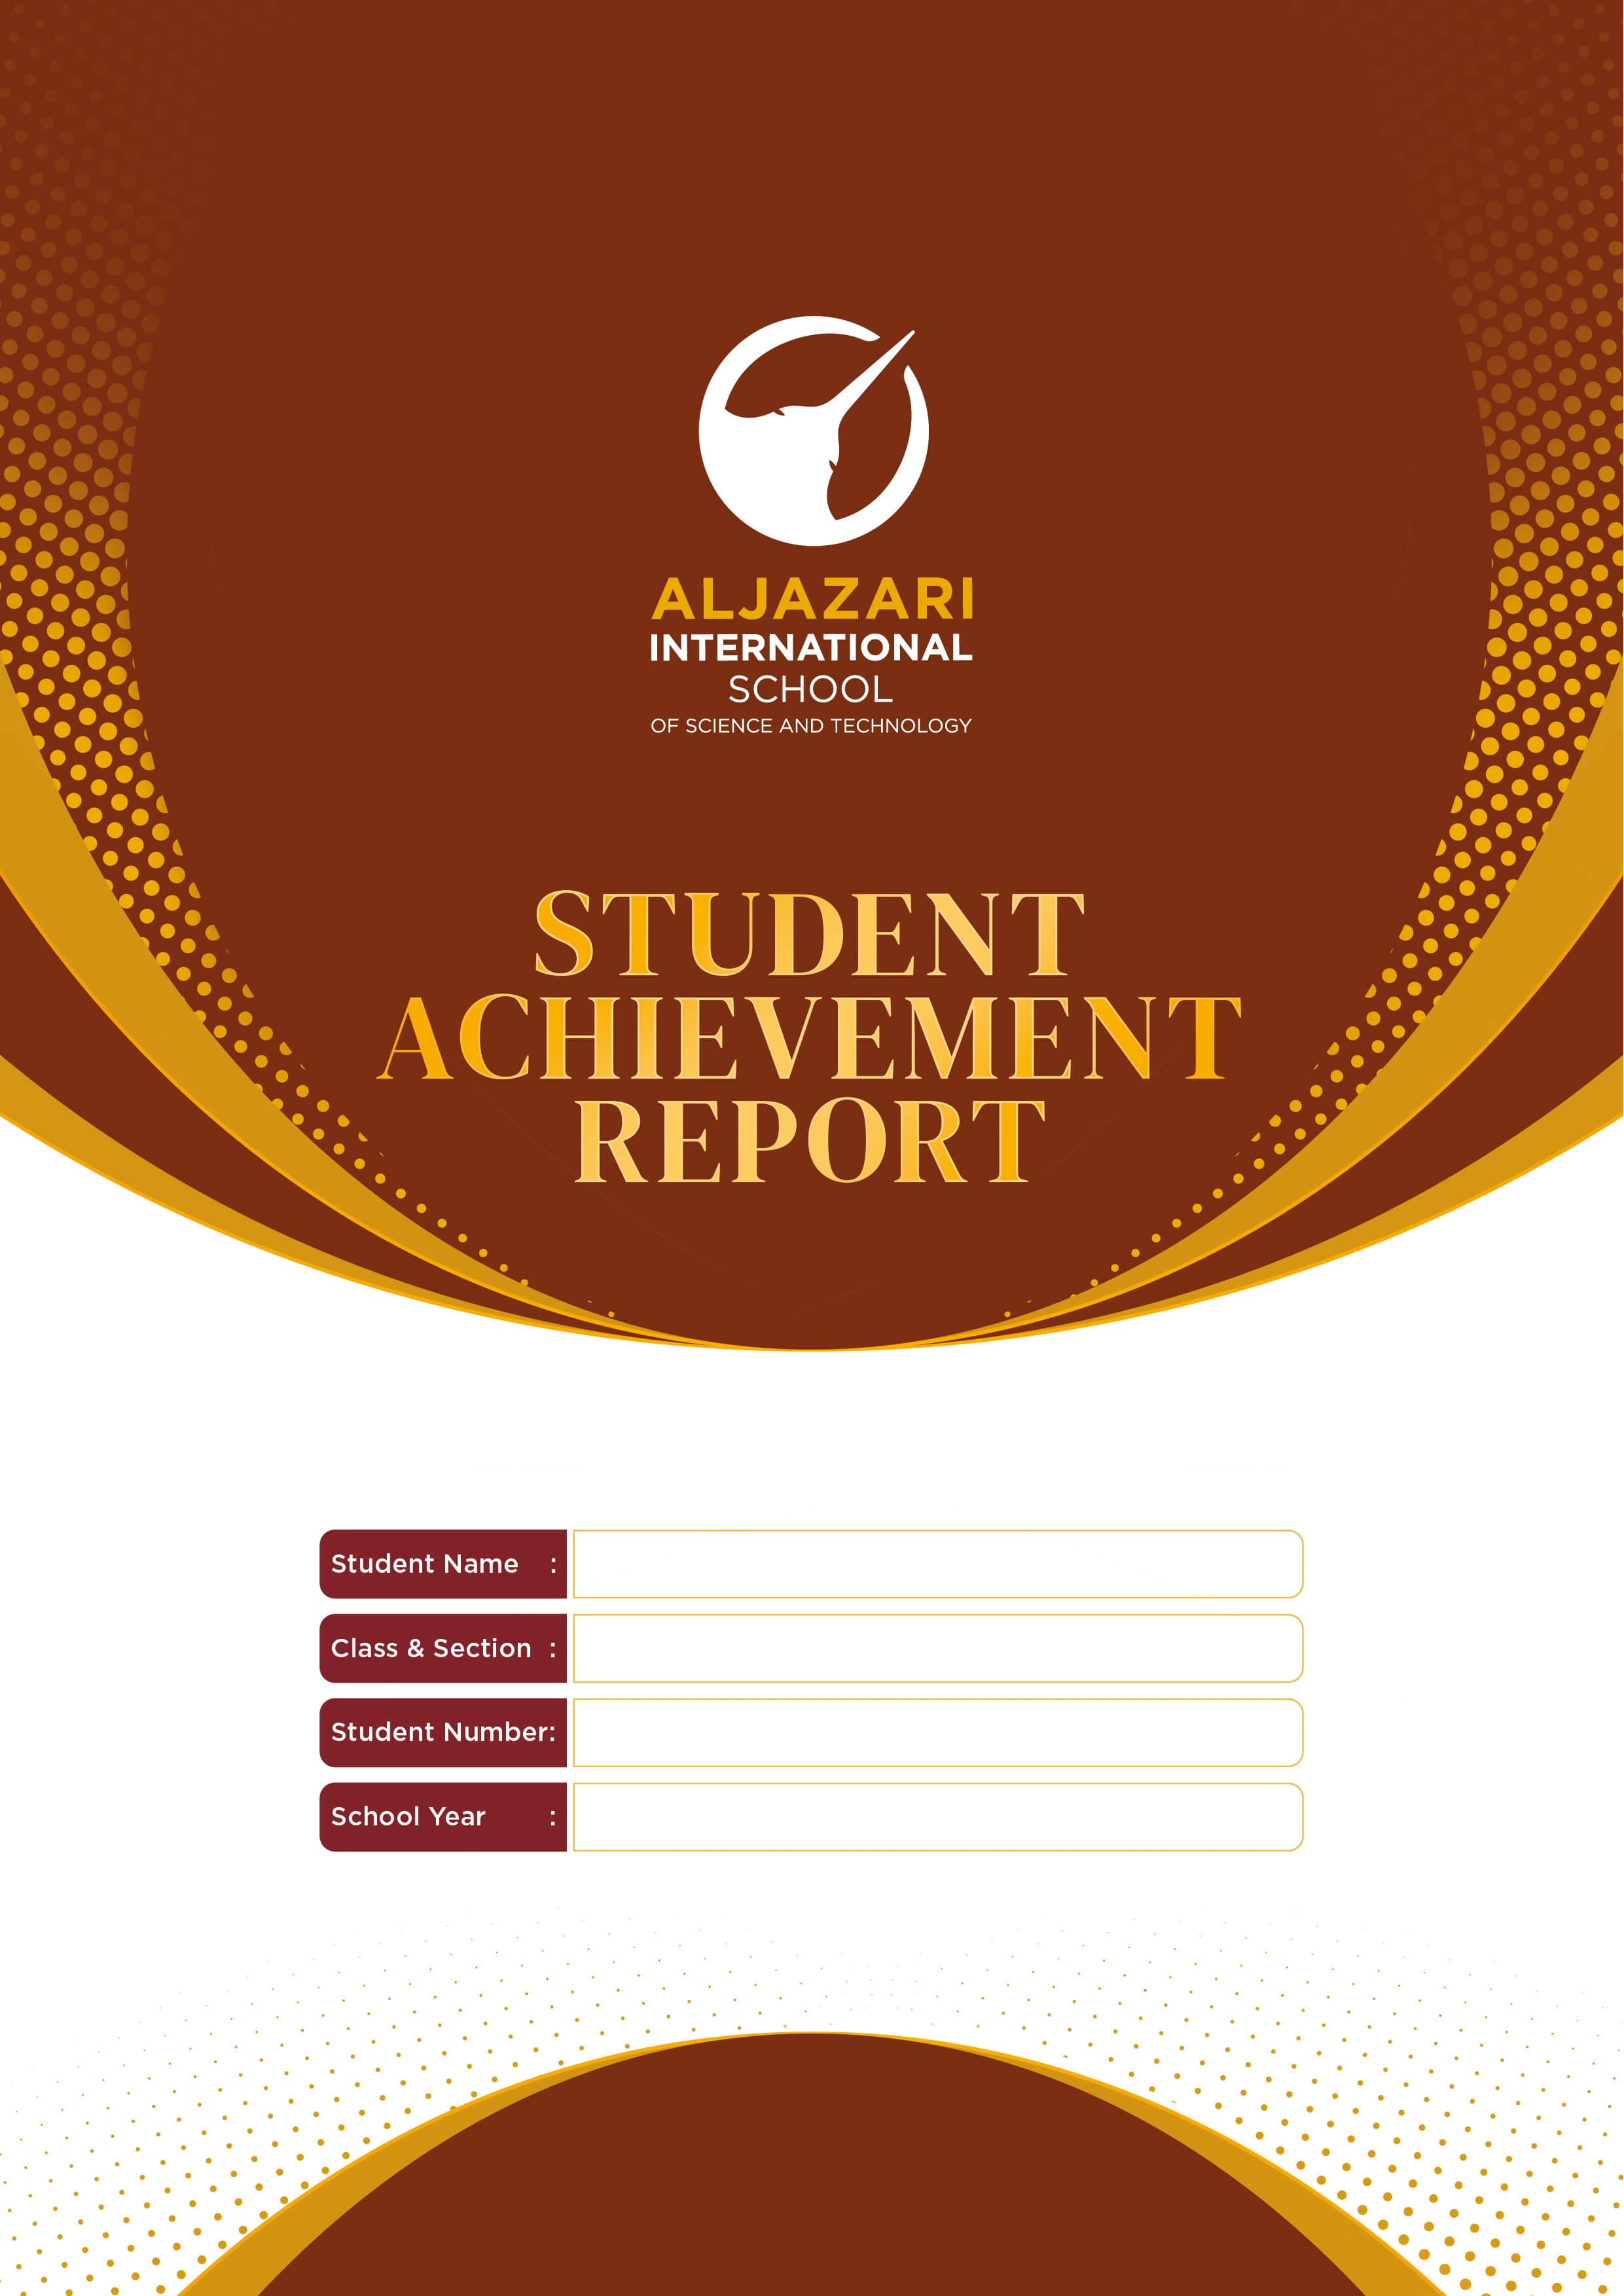 ALJAZARI
INTERNATIONAL
SCHOOL
OF SCIENCE AND TECHNOLOGY
STUDENT
ACHIEVEMENT
REPORT
Student Name :
Class & Section :
Student Number:
School Year :